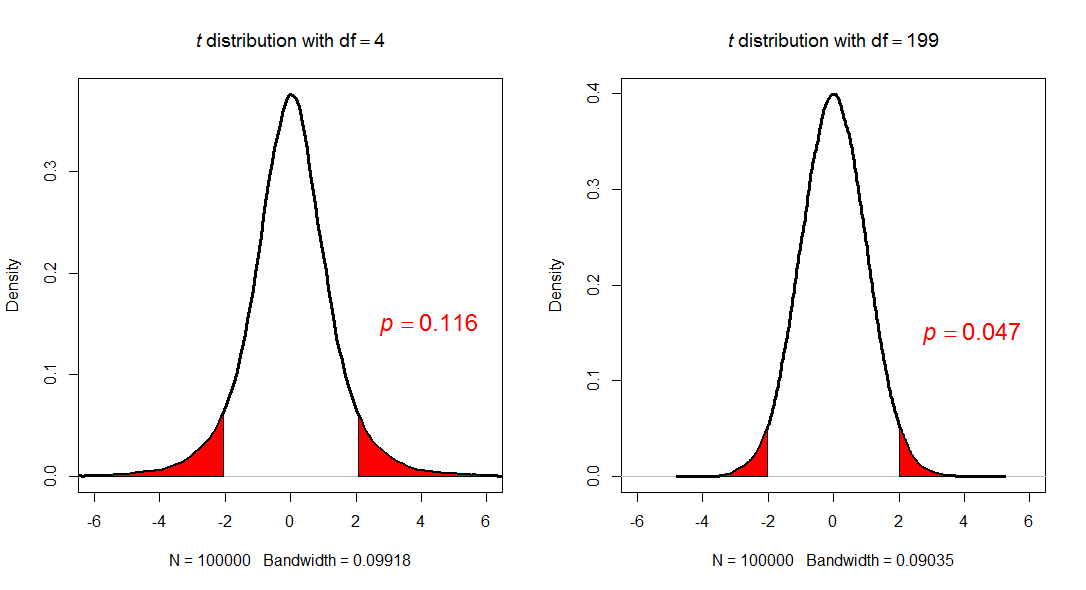 t distribution with df = 4
Density
0.0 0.1 0.2 0.3
p = 0.116
-6 -4 -2 0 2 4 6
N = 100000 Bandwidth = 0.09918
t distribution with df = 199
Density
0.0 0.1 0.2 0.3 0.4
p = 0.047
-6 -4 -2 0 2 4 6
N = 100000 Bandwidth = 0.09035